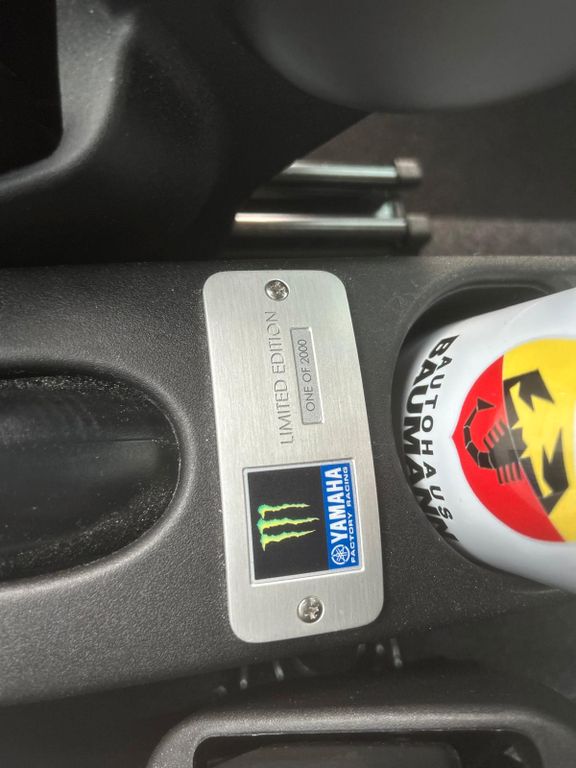 LIMITED EDITION
ONE OF 2000
YAMAHA
FACTORY RACING
AUTOHAUS
BAUMANN